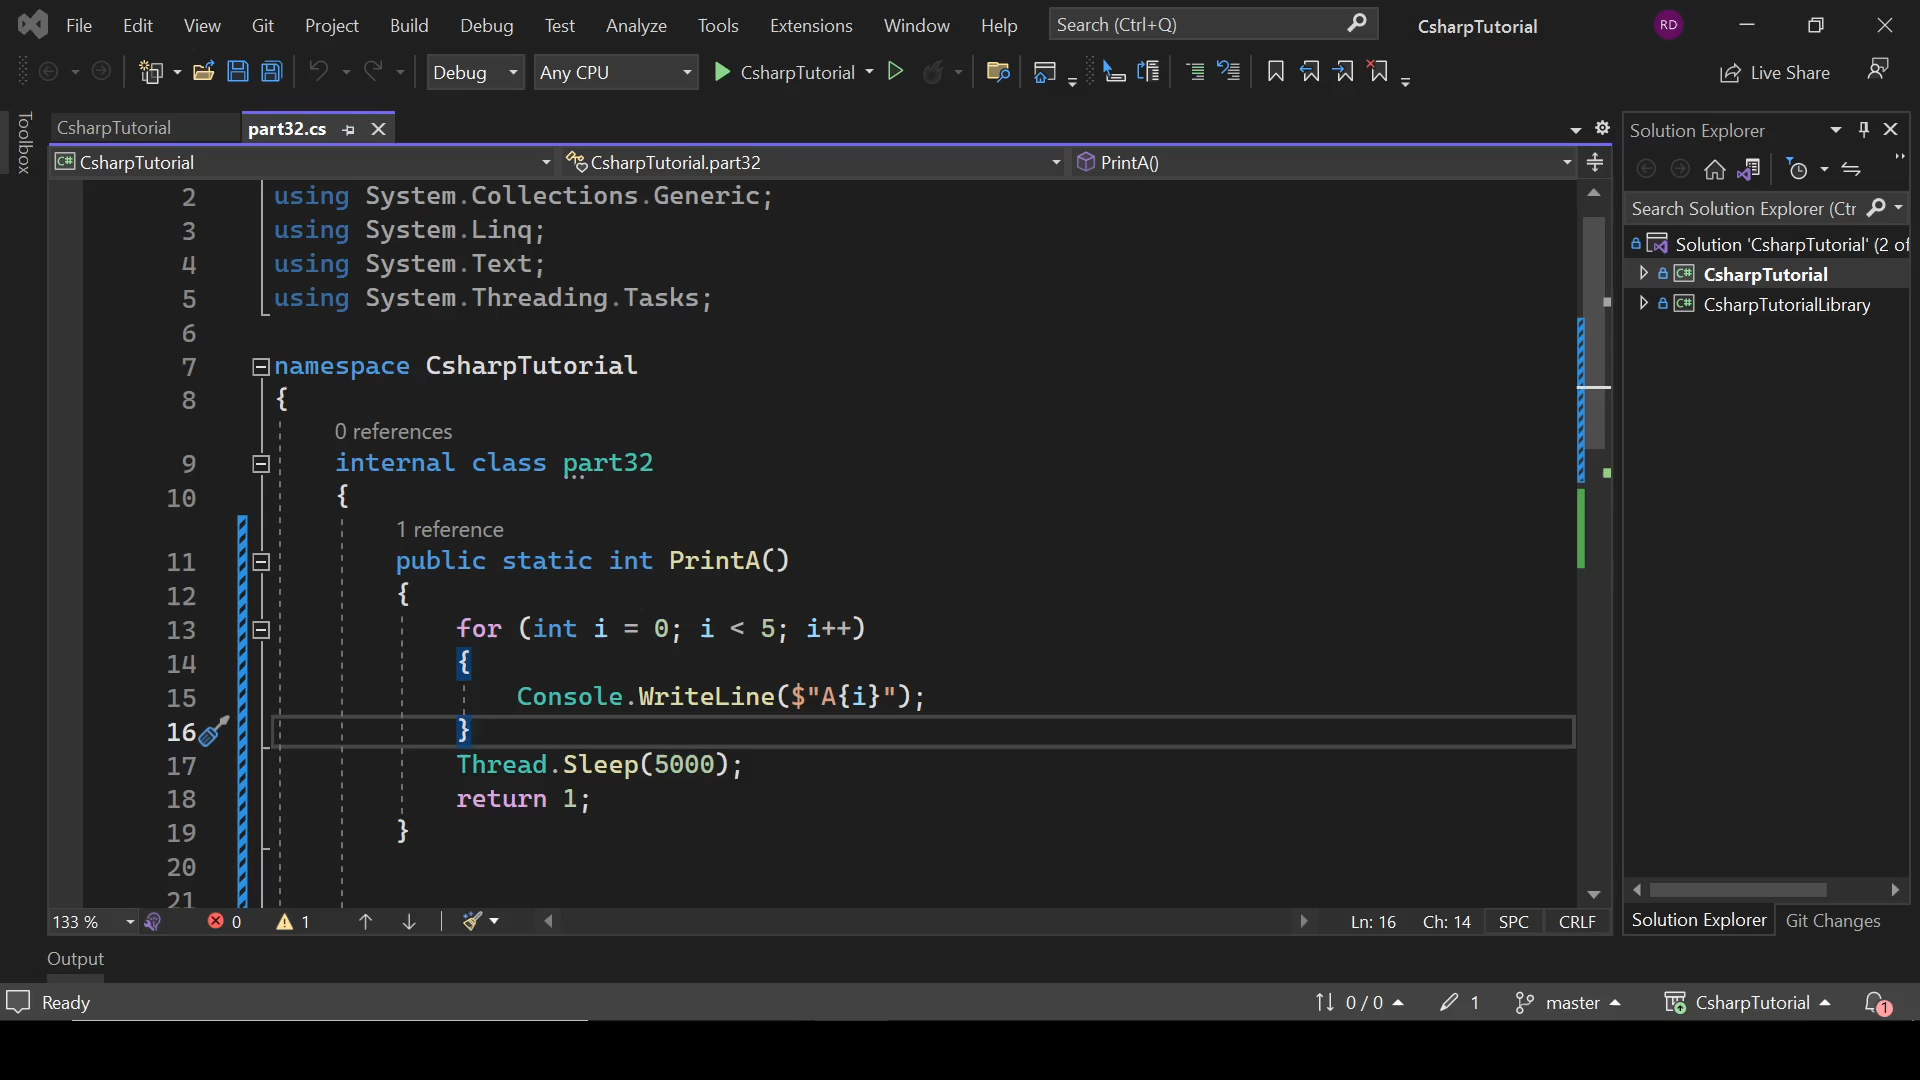 File Edit View Git Project Build Debug Test Analyze Tools Extensions Window Help Search (Ctrl+Q) CsharpTutorial RD
Debug Any CPU CsharpTutorial Live Share
Toolbox
CsharpTutorial part32.cs
C# CsharpTutorial CsharpTutorial.part32 PrintA()
2 using System.Collections.Generic;
3 using System.Linq;
4 using System.Text;
5 using System.Threading.Tasks;
6
7 namespace CsharpTutorial
8 {
0 references
9 internal class part32
10 {
1 reference
11 public static int PrintA()
12 {
13 for (int i = 0; i < 5; i++)
14 {
15 Console.WriteLine($"A{i}");
16 }
17 Thread.Sleep(5000);
18 return 1;
19 }
20
21
133 % 0 1 Ln: 16 Ch: 14 SPC CRLF
Solution Explorer
Search Solution Explorer (Ctr
Solution 'CsharpTutorial' (2 of
C# CsharpTutorial
C# CsharpTutorialLibrary
Solution Explorer Git Changes
Output
Ready 0 / 0 1 master CsharpTutorial 1